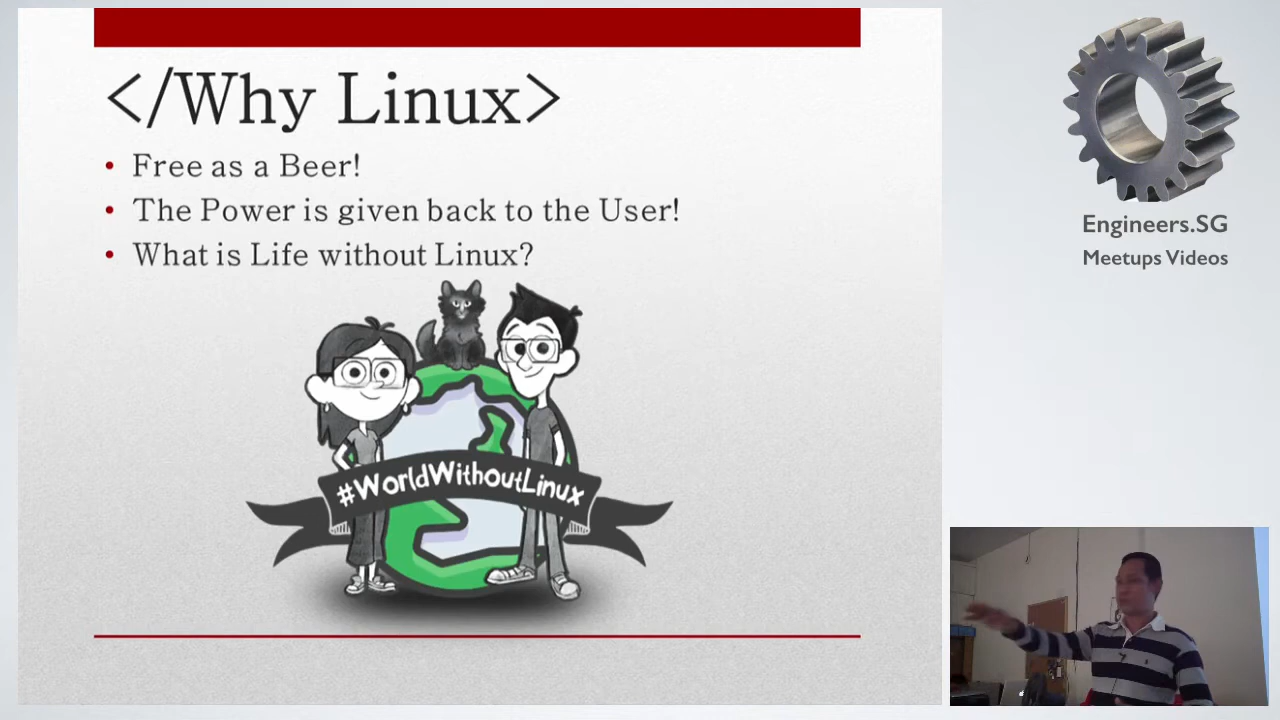 </Why Linux>
• Free as a Beer!
• The Power is given back to the User!
• What is Life without Linux?
#WorldWithoutLinux
Engineers.SG
Meetups Videos